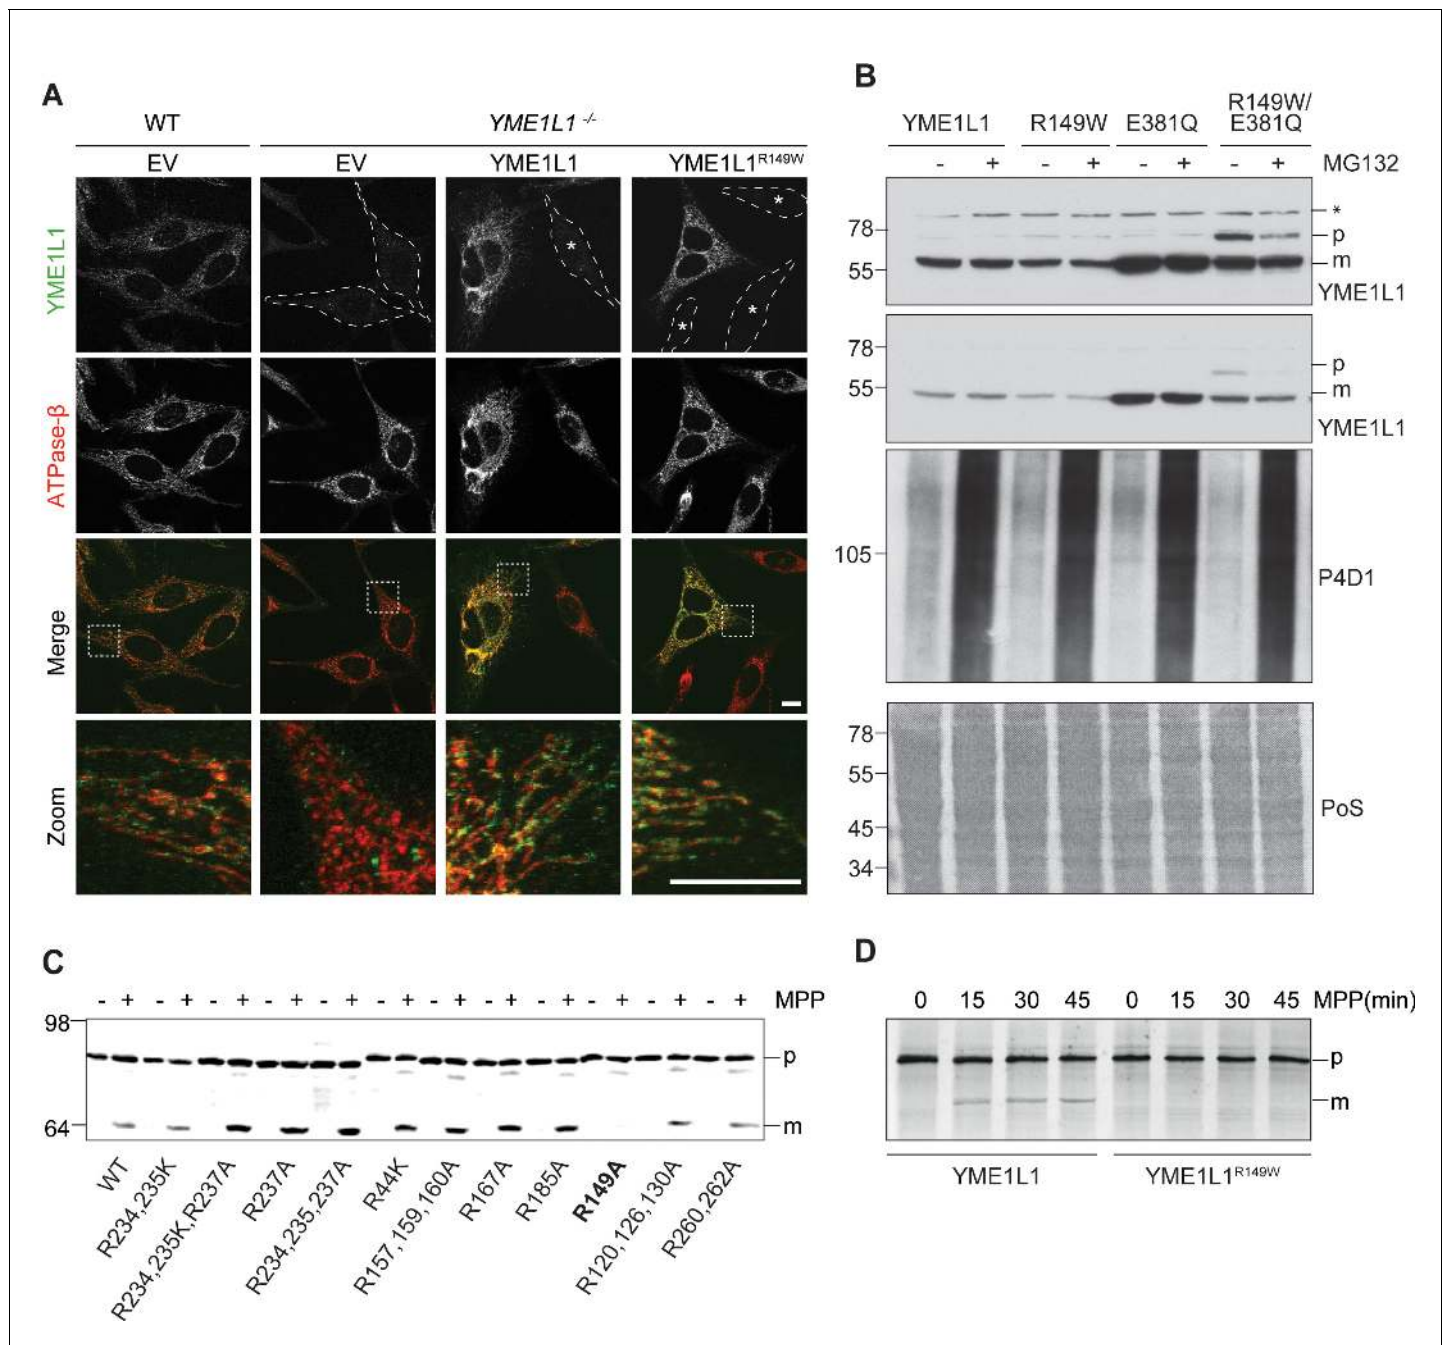 A
WT
YME1L1 -/-
EV
EV
YME1L1
YME1L1R149W
YME1L1
*
*
*
*
ATPase-β
Merge
Zoom
B
YME1L1
R149W
E381Q
R149W/
E381Q
- + - + - + - + MG132
78
55
*
p
m
YME1L1
78
55
p
m
YME1L1
105
P4D1
78
55
45
34
PoS
C
- + - + - + - + - + - + - + - + - + - + - + - + MPP
98
64
p
m
WT
R234,235K
R234,235K,R237A
R237A
R234,235,237A
R44K
R157,159,160A
R167A
R185A
R149A
R120,126,130A
R260,262A
D
0 15 30 45 0 15 30 45 MPP(min)
p
m
YME1L1
YME1L1R149W